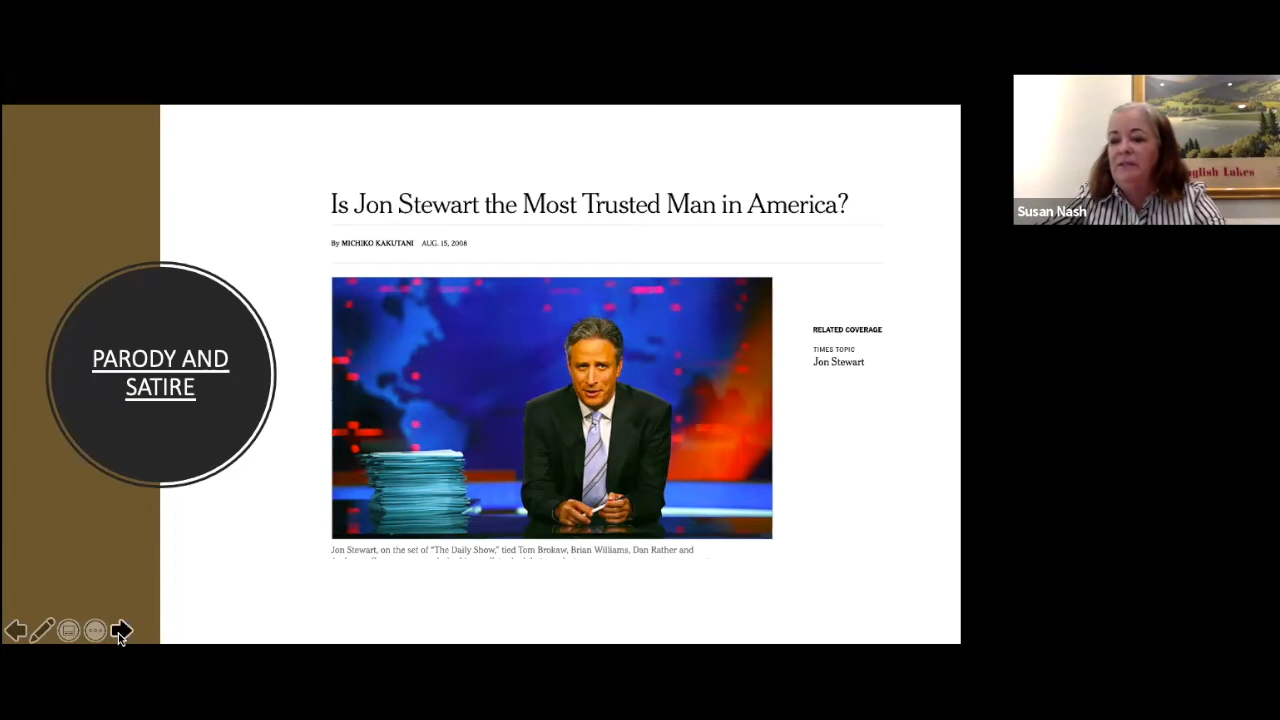 Is Jon Stewart the Most Trusted Man in America?
By MICHIKO KAKUTANI AUG. 15, 2008
PARODY AND
SATIRE
RELATED COVERAGE
TIMES TOPIC
Jon Stewart
Jon Stewart, on the set of "The Daily Show," tied Tom Brokaw, Brian Williams, Dan Rather and
glish Lakes
Susan Nash